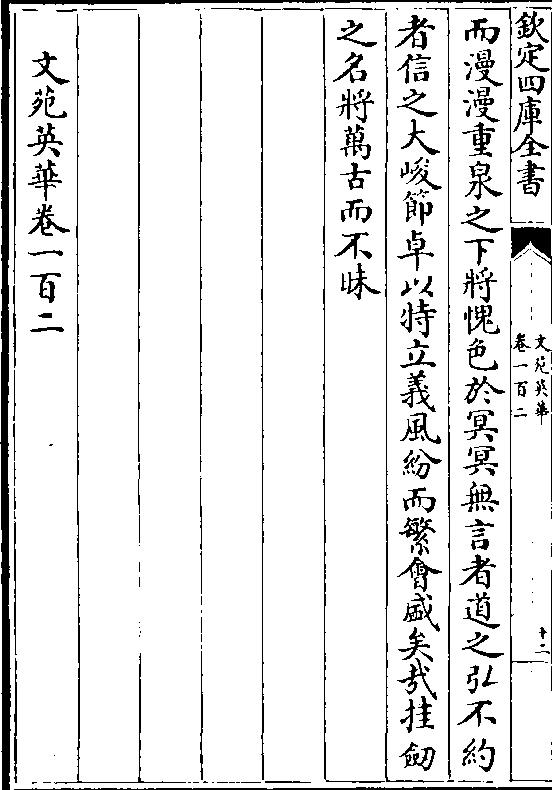 欽定四庫全書
文苑英華
卷一百二
十二
而漫漫重泉之下將愧色於冥冥無言者道之弘不約
者信之大峻節卓以特立義風紛而繁會盛矣哉挂劒
之名將萬古而不昧
文苑英華卷一百二